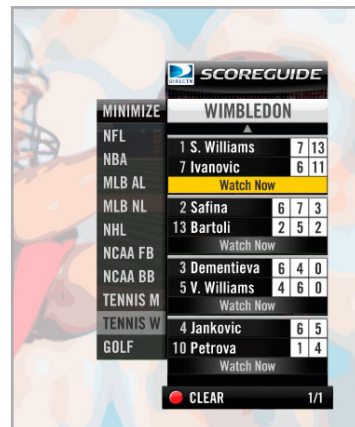 DIRECTV SCOREGUIDE
MINIMIZE
NFL
NBA
MLB AL
MLB NL
NHL
NCAA FB
NCAA BB
TENNIS M
TENNIS W
GOLF
WIMBLEDON
1 S. Williams 7 13
7 Ivanovic 6 11
Watch Now
2 Safina 6 7 3
13 Bartoli 2 5 2
Watch Now
3 Dementieva 6 4 0
5 V. Williams 4 6 0
Watch Now
4 Jankovic 6 5
10 Petrova 1 4
Watch Now
CLEAR 1/1